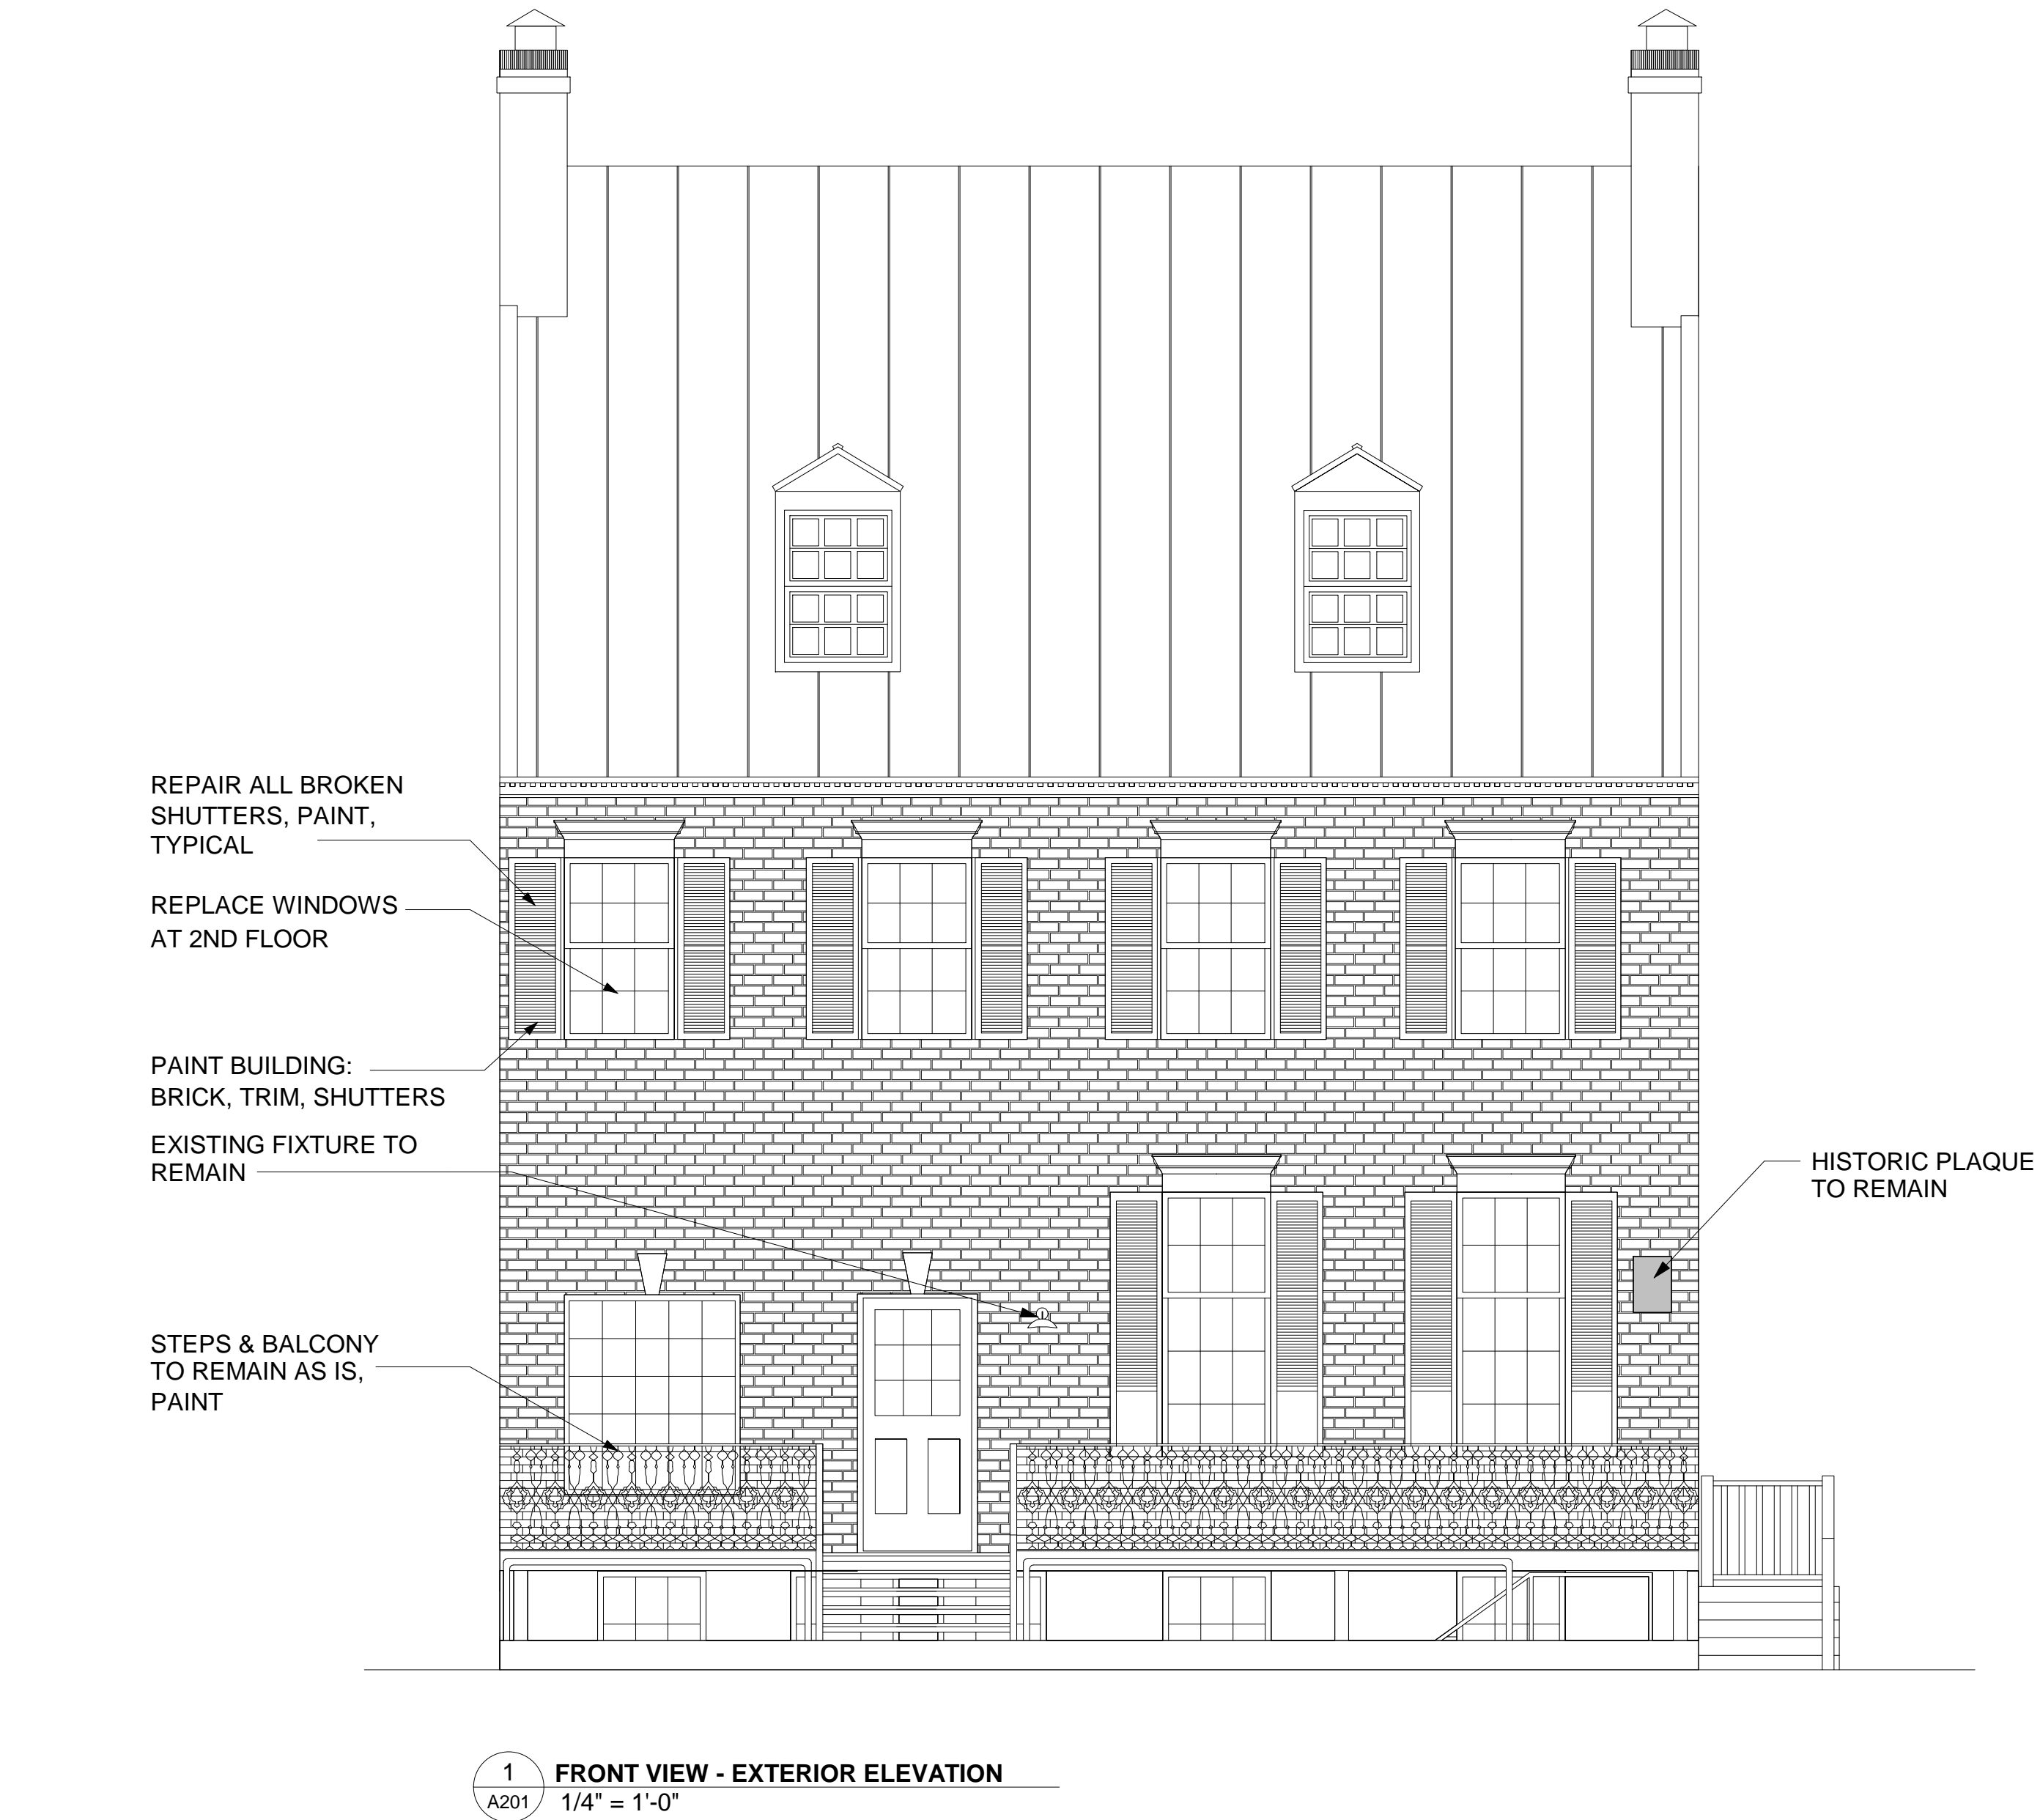 REPAIR ALL BROKEN
SHUTTERS, PAINT,
TYPICAL
REPLACE WINDOWS
AT 2ND FLOOR
PAINT BUILDING:
BRICK, TRIM, SHUTTERS
EXISTING FIXTURE TO
REMAIN
HISTORIC PLAQUE
TO REMAIN
STEPS & BALCONY
TO REMAIN AS IS,
PAINT
1
A201
FRONT VIEW - EXTERIOR ELEVATION
1/4" = 1'-0"